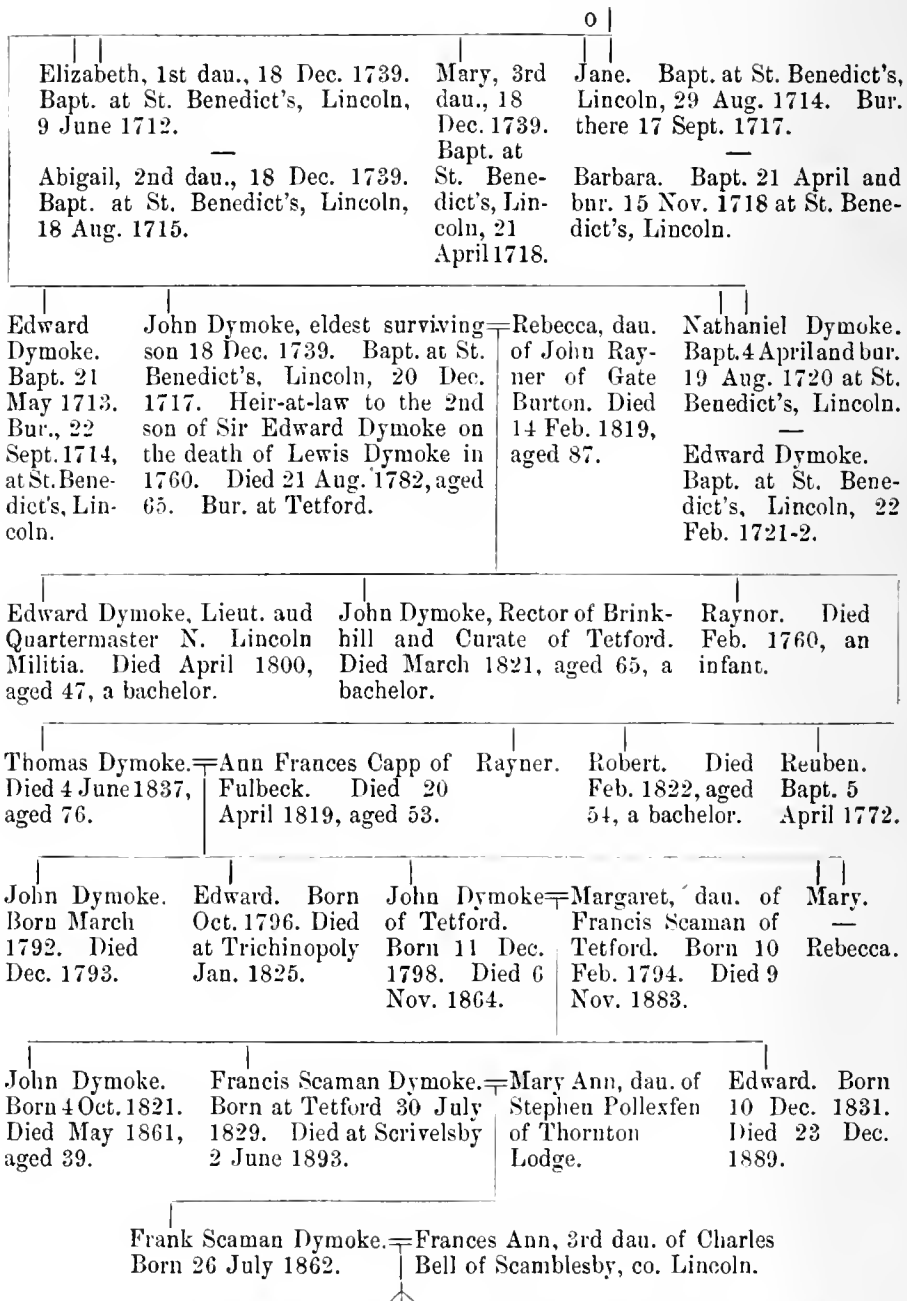 o
Elizabeth, 1st dau., 18 Dec. 1739.
Bapt. at St. Benedict's, Lincoln,
9 June 1712.
—
Abigail, 2nd dau., 18 Dec. 1739.
Bapt. at St. Benedict's, Lincoln,
18 Aug. 1715.
Mary, 3rd
dau., 18
Dec. 1739.
Bapt. at
St. Bene-
dict's, Lin-
coln, 21
April 1718.
Jane. Bapt. at St. Benedict's,
Lincoln, 29 Aug. 1714. Bur.
there 17 Sept. 1717.
—
Barbara. Bapt. 21 April and
bur. 15 Nov. 1718 at St. Bene-
dict's, Lincoln.
Edward
Dymoke.
Bapt. 21
May 1713.
Bur., 22
Sept. 1714,
at St. Bene-
dict's, Lin-
coln.
John Dymoke, eldest surviving
son 18 Dec. 1739. Bapt. at St.
Benedict's, Lincoln, 20 Dec.
1717. Heir-at-law to the 2nd
son of Sir Edward Dymoke on
the death of Lewis Dymoke in
1760. Died 21 Aug. 1782, aged
65. Bur. at Tetford.
Rebecca, dau.
of John Ray-
ner of Gate
Burton. Died
14 Feb. 1819,
aged 87.
Nathaniel Dymoke.
Bapt. 4 April and bur.
19 Aug. 1720 at St.
Benedict's, Lincoln.
—
Edward Dymoke.
Bapt. at St. Bene-
dict's, Lincoln, 22
Feb. 1721-2.
Edward Dymoke, Lieut. and
Quartermaster N. Lincoln
Militia. Died April 1800,
aged 47, a bachelor.
John Dymoke, Rector of Brink-
hill and Curate of Tetford.
Died March 1821, aged 65, a
bachelor.
Raynor. Died
Feb. 1760, an
infant.
Thomas Dymoke.
Died 4 June 1837,
aged 76.
Ann Frances Capp of
Fulbeck. Died 20
April 1819, aged 53.
Rayner.
Robert. Died
Feb. 1822, aged
54, a bachelor.
Reuben.
Bapt. 5
April 1772.
John Dymoke.
Born March
1792. Died
Dec. 1793.
Edward. Born
Oct. 1796. Died
at Trichinopoly
Jan. 1825.
John Dymoke
of Tetford.
Born 11 Dec.
1798. Died 6
Nov. 1864.
Margaret, dau. of
Francis Scaman of
Tetford. Born 10
Feb. 1794. Died 9
Nov. 1883.
Mary.
—
Rebecca.
John Dymoke.
Born 4 Oct. 1821.
Died May 1861,
aged 39.
Francis Scaman Dymoke.
Born at Tetford 30 July
1829. Died at Scrivelsby
2 June 1893.
Mary Ann, dau. of
Stephen Pollexfen
of Thornton
Lodge.
Edward. Born
10 Dec. 1831.
Died 23 Dec.
1889.
Frank Scaman Dymoke.
Born 26 July 1862.
Frances Ann, 3rd dau. of Charles
Bell of Scamblesby, co. Lincoln.